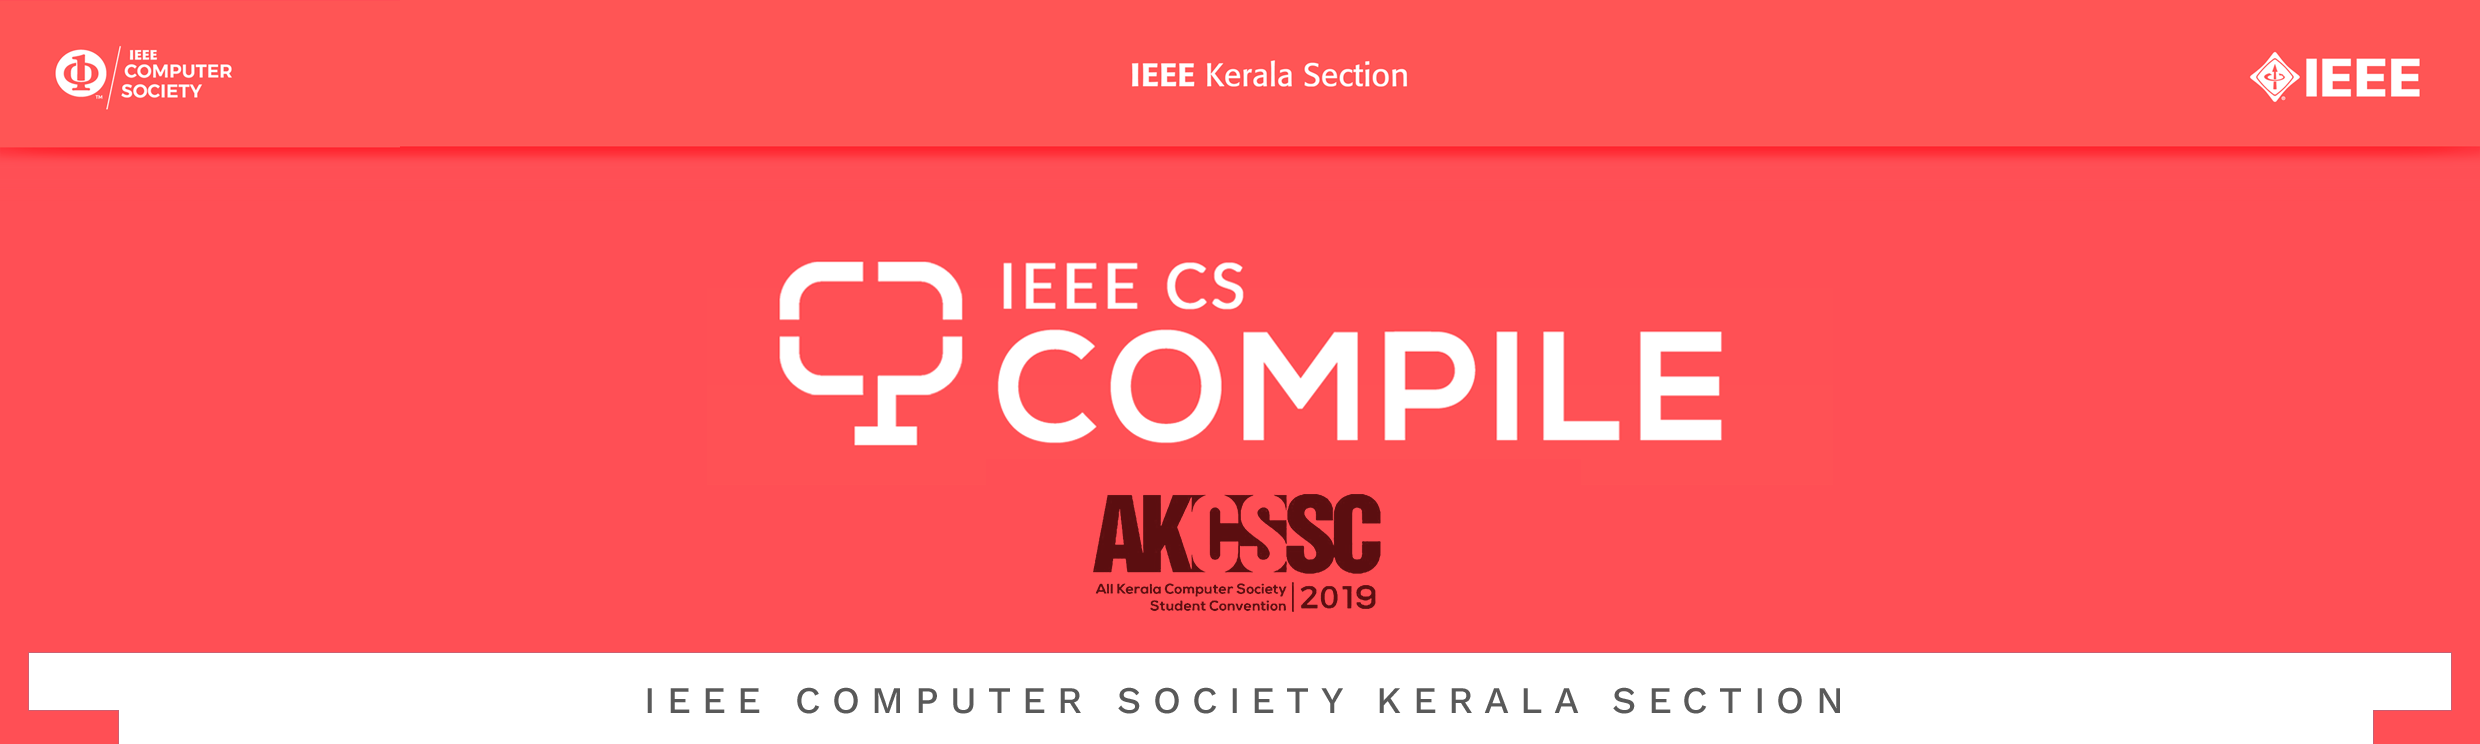 IEEE
COMPUTER
SOCIETY
TM
IEEE Kerala Section
IEEE
IEEE CS
COMPILE
AKCSSC
All Kerala Computer Society
Student Convention
2019
IEEE COMPUTER SOCIETY KERALA SECTION